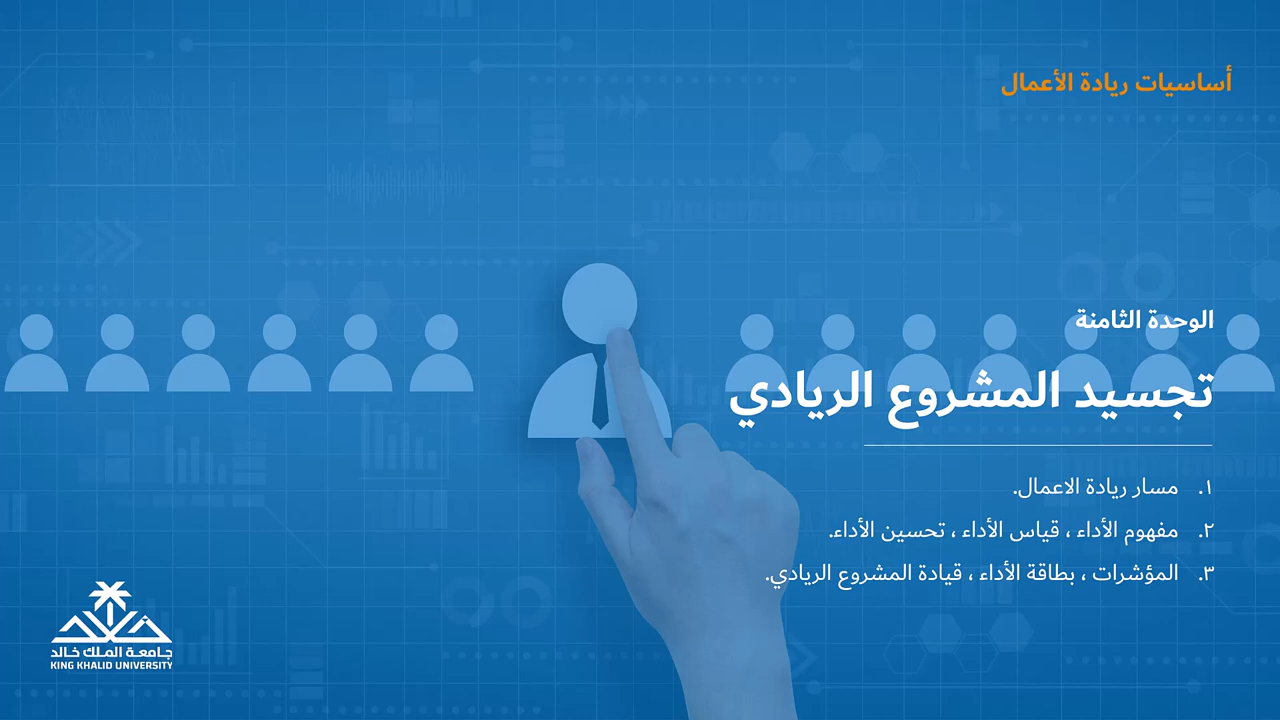 أساسيات ريادة الأعمال
الوحدة الثامنة
تجسيد المشروع الريادي
١. مسار ريادة الاعمال.
٢. مفهوم الأداء ، قياس الأداء ، تحسين الأداء.
٣. المؤشرات ، بطاقة الأداء ، قيادة المشروع الريادي.
جامعة الملك خالد
KING KHALID UNIVERSITY